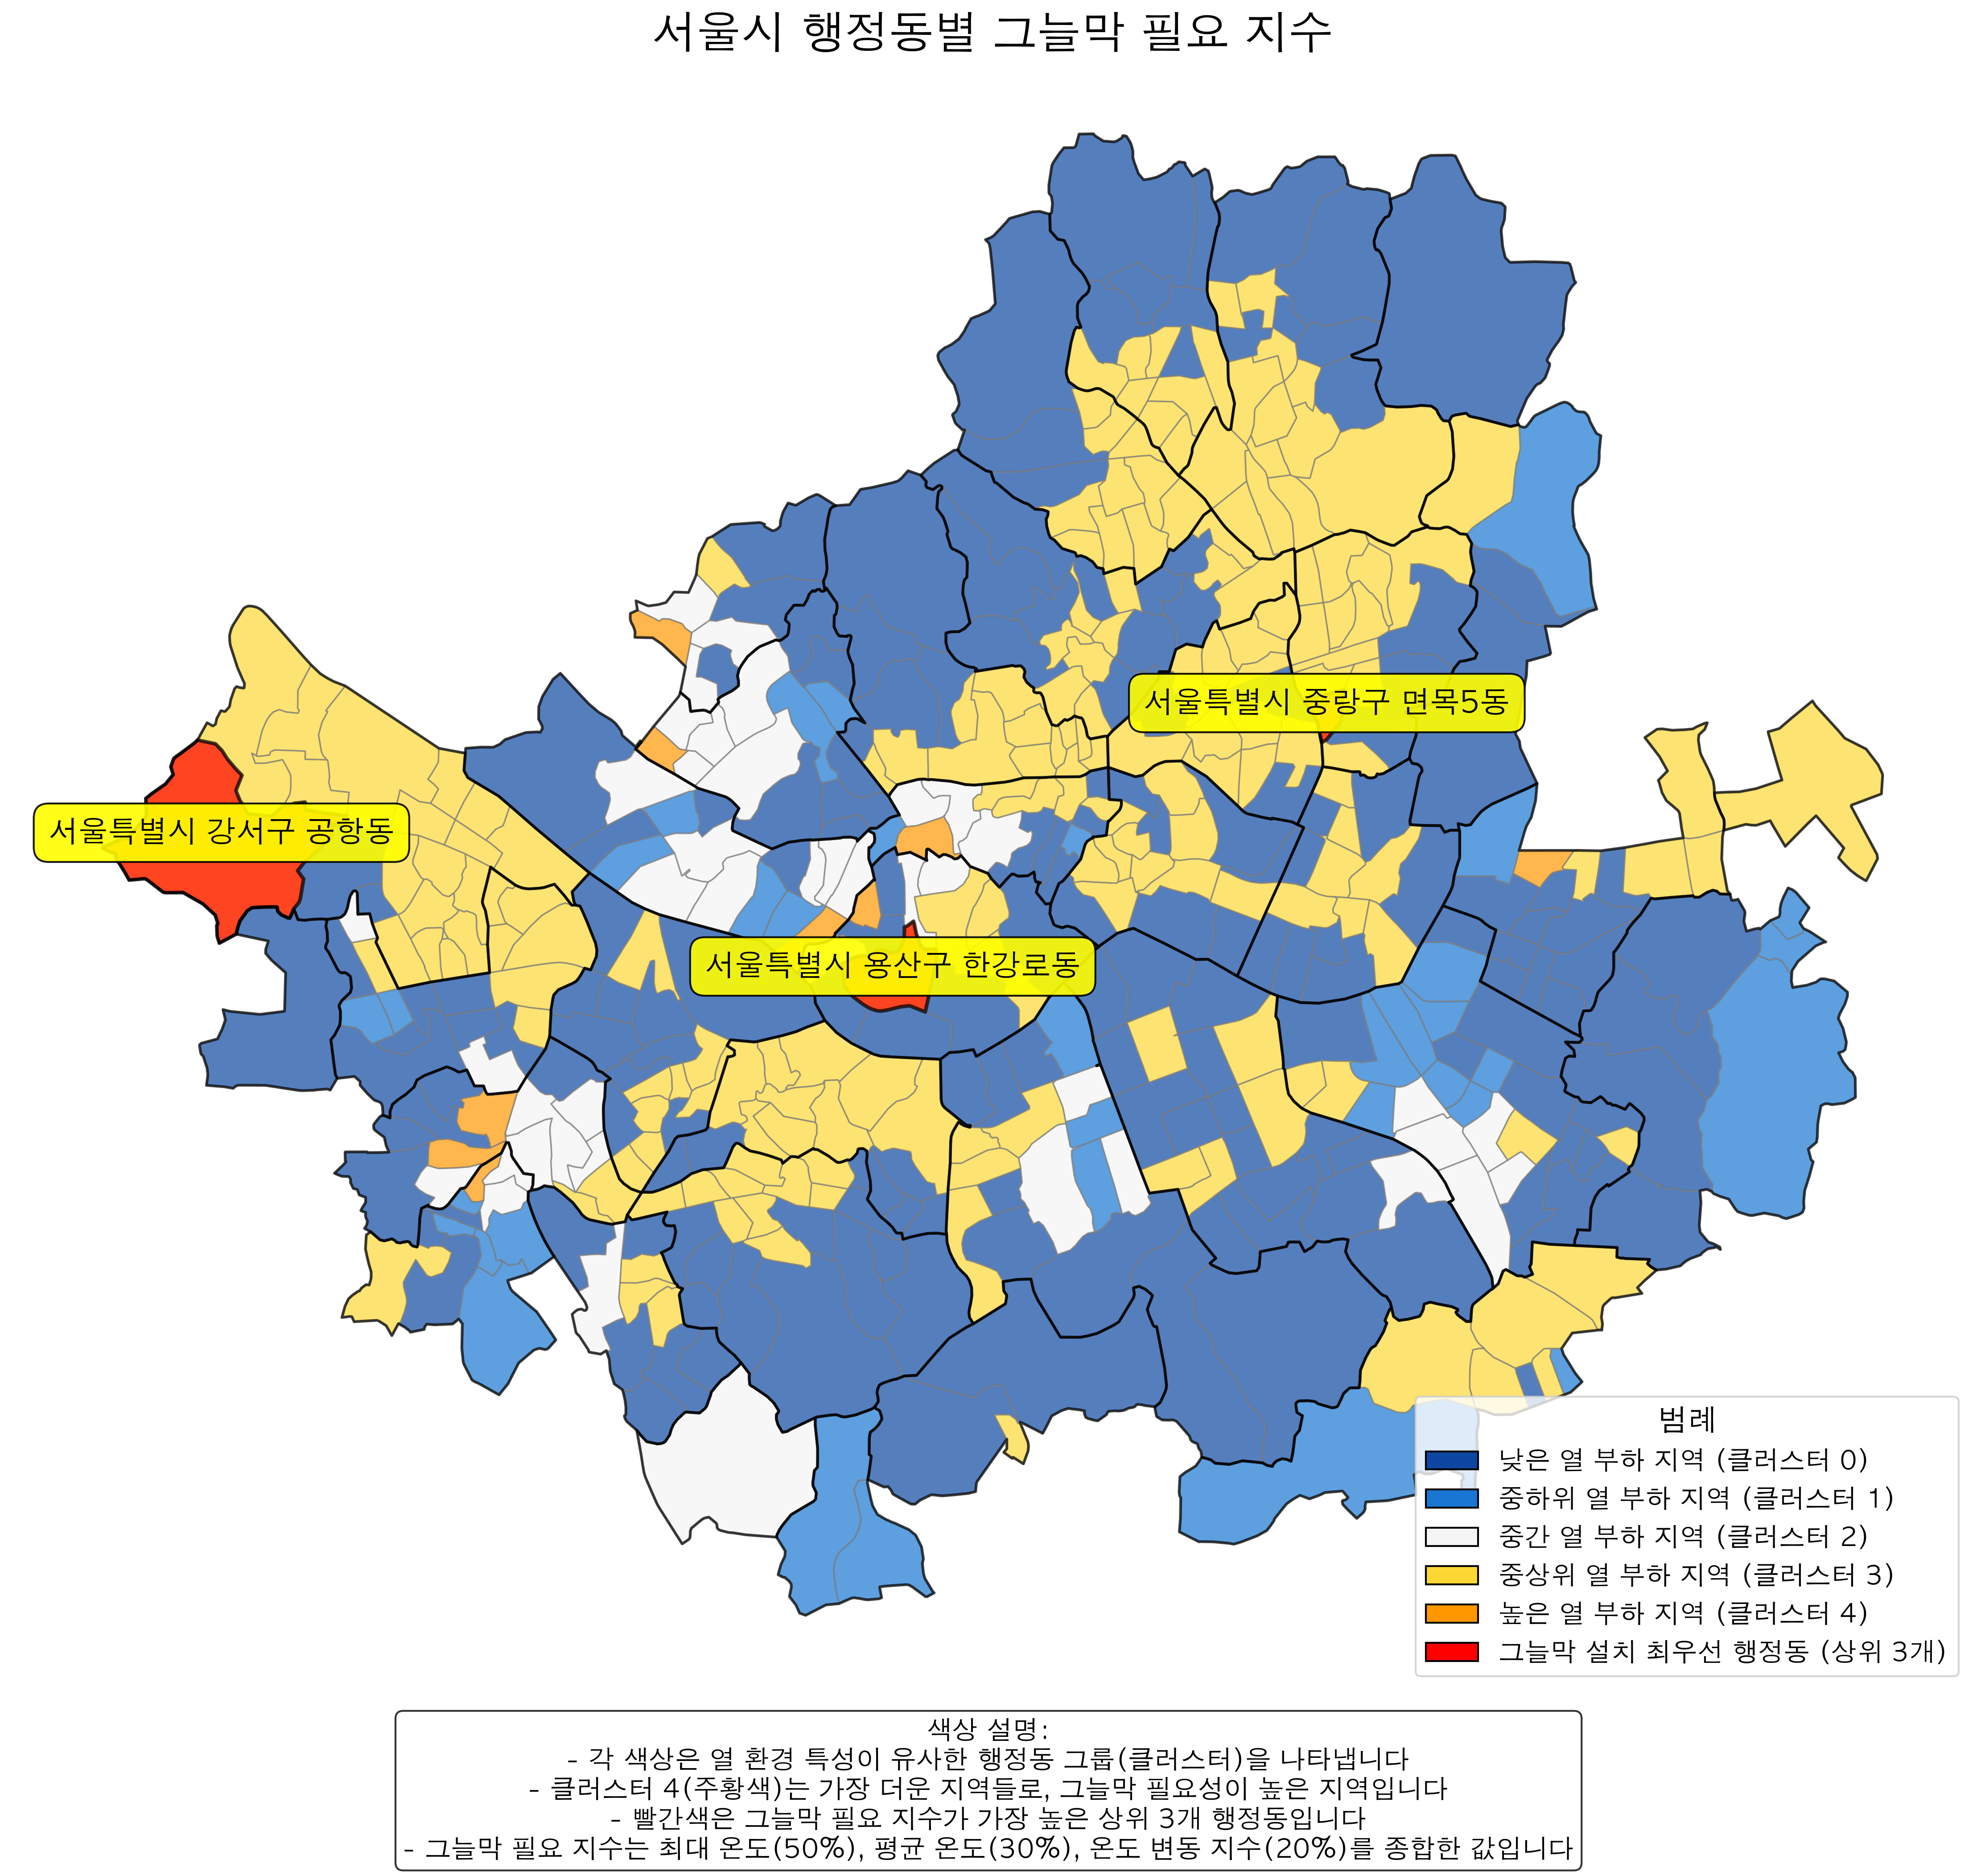 서울시 행정동별 그늘막 필요 지수
서울특별시 중랑구 면목5동
서울특별시 강서구 공항동
서울특별시 용산구 한강로동
범례
낮은 열 부하 지역 (클러스터 0)
중하위 열 부하 지역 (클러스터 1)
중간 열 부하 지역 (클러스터 2)
중상위 열 부하 지역 (클러스터 3)
높은 열 부하 지역 (클러스터 4)
그늘막 설치 최우선 행정동 (상위 3개)
색상 설명:
- 각 색상은 열 환경 특성이 유사한 행정동 그룹(클러스터)을 나타냅니다
- 클러스터 4(주황색)는 가장 더운 지역들로, 그늘막 필요성이 높은 지역입니다
- 빨간색은 그늘막 필요 지수가 가장 높은 상위 3개 행정동입니다
- 그늘막 필요 지수는 최대 온도(50%), 평균 온도(30%), 온도 변동 지수(20%)를 종합한 값입니다